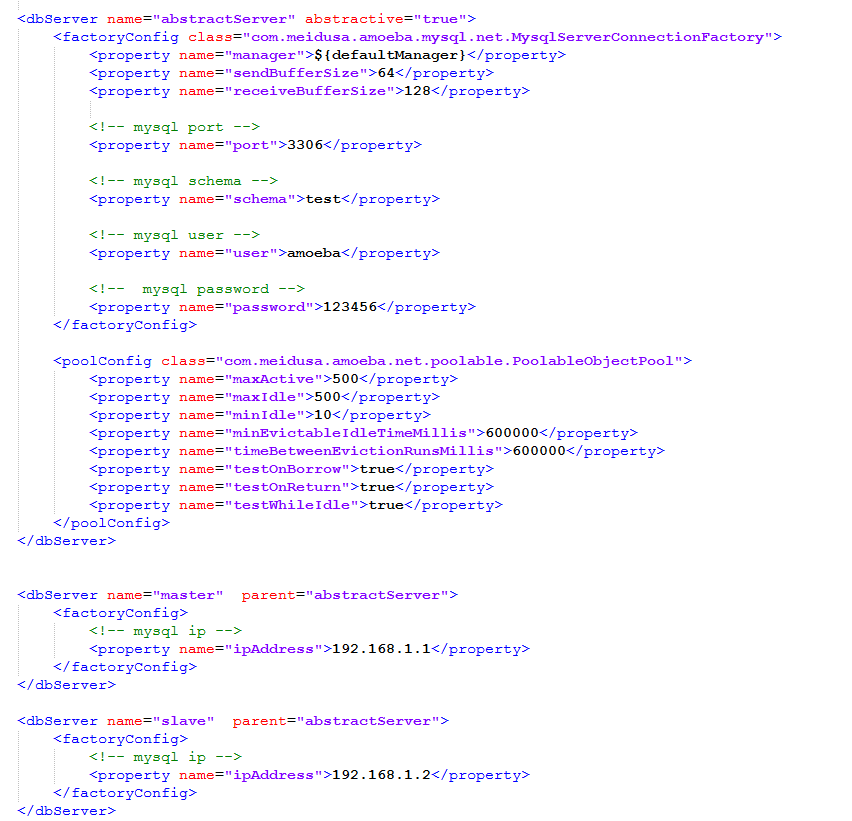 <dbServer name="abstractServer" abstractive="true">
<factoryConfig class="com.meidusa.amoeba.mysql.net.MysqlServerConnectionFactory">
<property name="manager">${defaultManager}</property>
<property name="sendBufferSize">64</property>
<property name="receiveBufferSize">128</property>
<!-- mysql port -->
<property name="port">3306</property>
<!-- mysql schema -->
<property name="schema">test</property>
<!-- mysql user -->
<property name="user">amoeba</property>
<!--  mysql password -->
<property name="password">123456</property>
</factoryConfig>
<poolConfig class="com.meidusa.amoeba.net.poolable.PoolableObjectPool">
<property name="maxActive">500</property>
<property name="maxIdle">500</property>
<property name="minIdle">10</property>
<property name="minEvictableIdleTimeMillis">600000</property>
<property name="timeBetweenEvictionRunsMillis">600000</property>
<property name="testOnBorrow">true</property>
<property name="testOnReturn">true</property>
<property name="testWhileIdle">true</property>
</poolConfig>
</dbServer>
<dbServer name="master"  parent="abstractServer">
<factoryConfig>
<!-- mysql ip -->
<property name="ipAddress">192.168.1.1</property>
</factoryConfig>
</dbServer>
<dbServer name="slave"  parent="abstractServer">
<factoryConfig>
<!-- mysql ip -->
<property name="ipAddress">192.168.1.2</property>
</factoryConfig>
</dbServer>